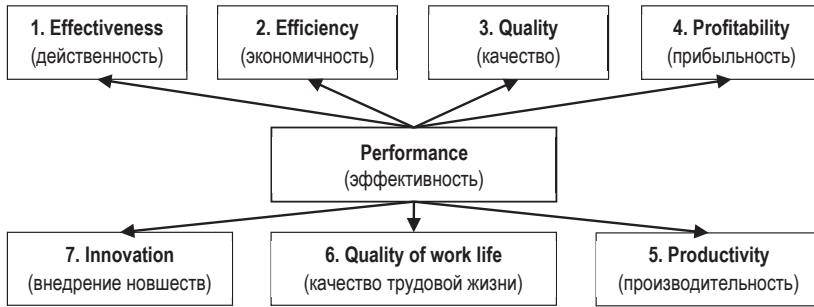 1. Effectiveness
(действенность)
2. Efficiency
(экономичность)
3. Quality
(качество)
4. Profitability
(прибыльность)
Performance
(эффективность)
7. Innovation
(внедрение новшеств)
6. Quality of work life
(качество трудовой жизни)
5. Productivity
(производительность)